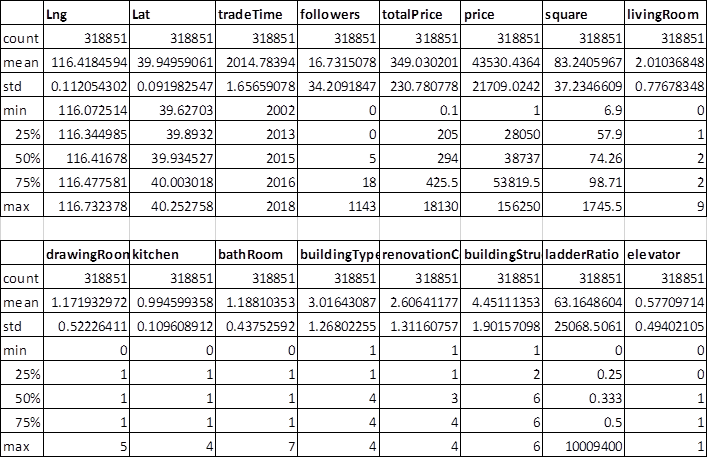 Lng Lat tradeTime followers totalPrice price square livingRoom
count 318851 318851 318851 318851 318851 318851 318851 318851
mean 116.4184594 39.94959061 2014.78394 16.7315078 349.030201 43530.4364 83.2405967 2.01036848
std 0.112054302 0.091982547 1.65659078 34.2091847 230.780778 21709.0242 37.2346609 0.77678348
min 116.072514 39.62703 2002 0 0.1 1 6.9 0
25% 116.344985 39.8932 2013 0 205 28050 57.9 1
50% 116.41678 39.934527 2015 5 294 38737 74.26 2
75% 116.477581 40.003018 2016 18 425.5 53819.5 98.71 2
max 116.732378 40.252758 2018 1143 18130 156250 1745.5 9
drawingRoon kitchen bathRoom buildingType renovationC buildingStru ladderRatio elevator
count 318851 318851 318851 318851 318851 318851 318851 318851
mean 1.171932972 0.994599358 1.18810353 3.01643087 2.60641177 4.45111353 63.1648604 0.57709714
std 0.52226411 0.109608912 0.43752592 1.26802255 1.31160757 1.90157098 25068.5061 0.49402105
min 0 0 0 1 1 1 0 0
25% 1 1 1 1 1 2 0.25 0
50% 1 1 1 4 3 6 0.333 1
75% 1 1 1 4 4 6 0.5 1
max 5 4 7 4 4 6 10009400 1